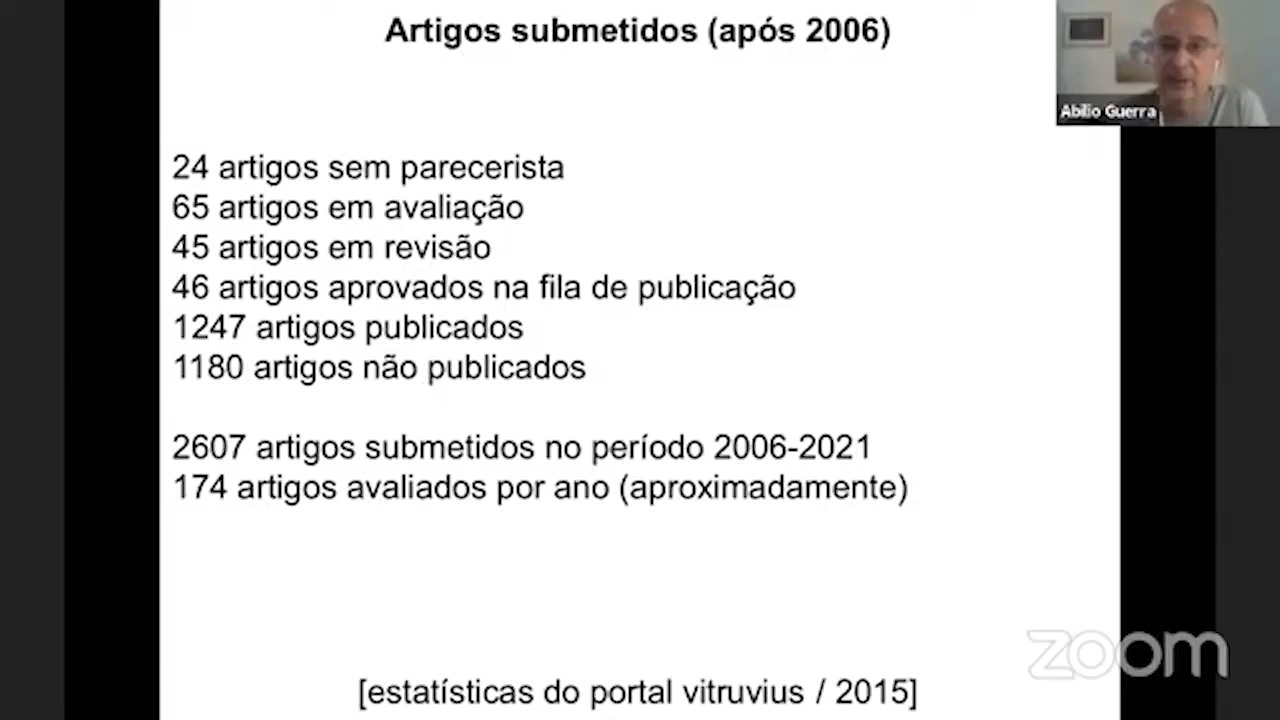 Artigos submetidos (após 2006)
Abilio Guerra
24 artigos sem parecerista
65 artigos em avaliação
45 artigos em revisão
46 artigos aprovados na fila de publicação
1247 artigos publicados
1180 artigos não publicados
2607 artigos submetidos no período 2006-2021
174 artigos avaliados por ano (aproximadamente)
zoom
[estatísticas do portal vitruvius / 2015]